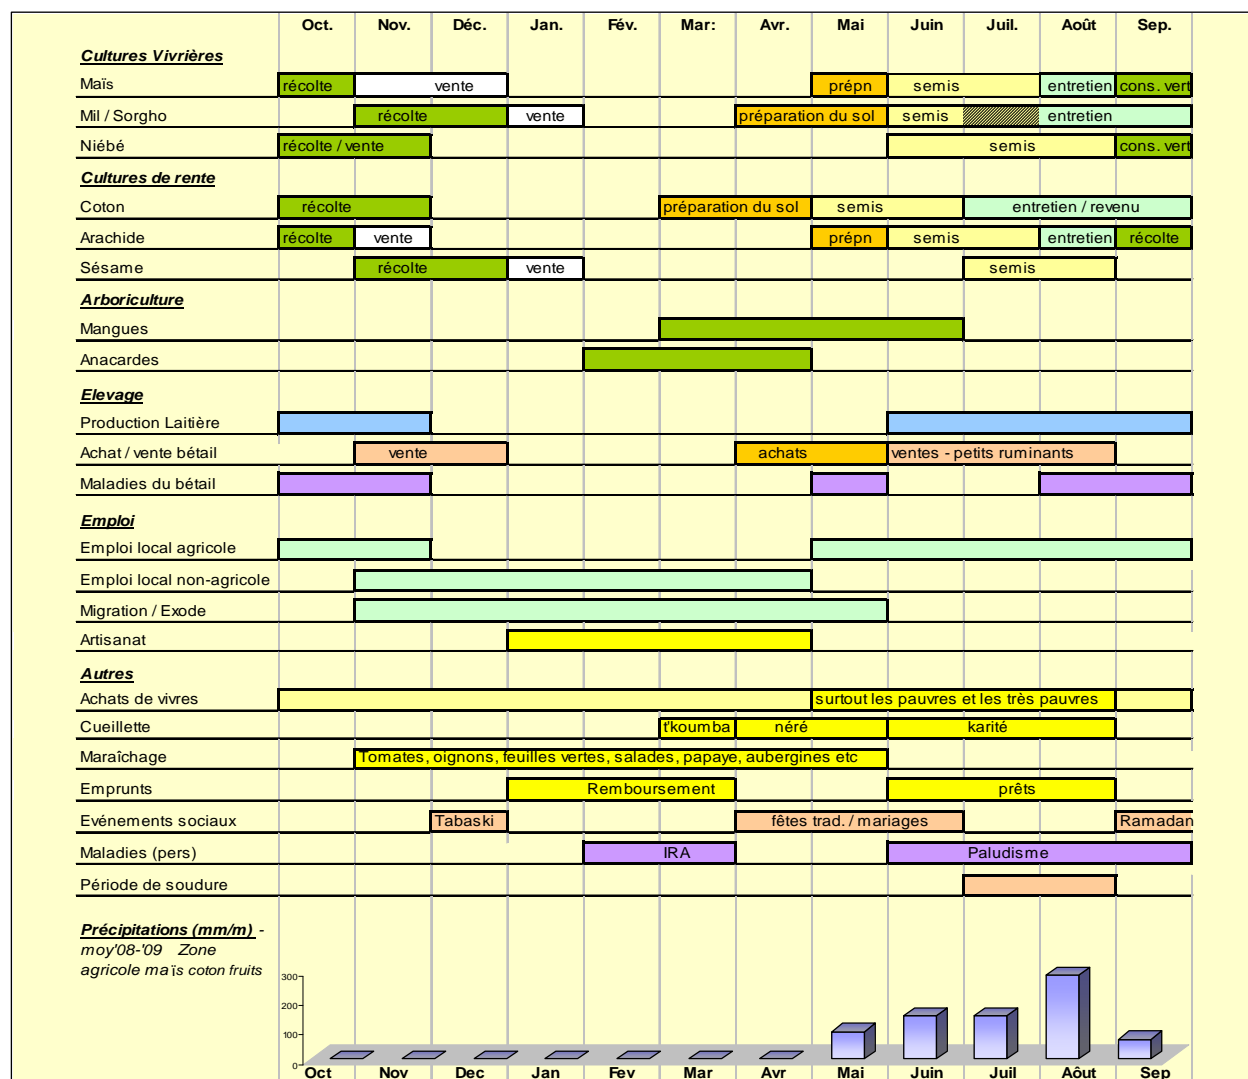 Oct. Nov. Déc. Jan. Fév. Mar: Avr. Mai Juin Juil. Août Sep.
Cultures Vivrières
Maïs récolte vente prépn semis entretien cons. vert
Mil / Sorgho récolte vente préparation du sol semis entretien
Niébé récolte / vente semis cons. vert
Cultures de rente
Coton récolte préparation du sol semis entretien / revenu
Arachide récolte vente prépn semis entretien récolte
Sésame récolte vente semis
Arboriculture
Mangues
Anacardes
Elevage
Production Laitière
Achat / vente bétail vente achats ventes - petits ruminants
Maladies du bétail
Emploi
Emploi local agricole
Emploi local non-agricole
Migration / Exode
Artisanat
Autres
Achats de vivres surtout les pauvres et les très pauvres
Cueillette t'koumba néré karité
Maraîchage Tomates, oignons, feuilles vertes, salades, papaye, aubergines etc
Emprunts Remboursement prêts
Evénements sociaux Tabaski fêtes trad. / mariages Ramadan
Maladies (pers) IRA Paludisme
Période de soudure
Précipitations (mm/m) -
moy'08-'09 Zone
agricole maïs coton fruits
300
200
100
0
Oct Nov Dec Jan Fev Mar Avr Mai Juin Juil Aôut Sep